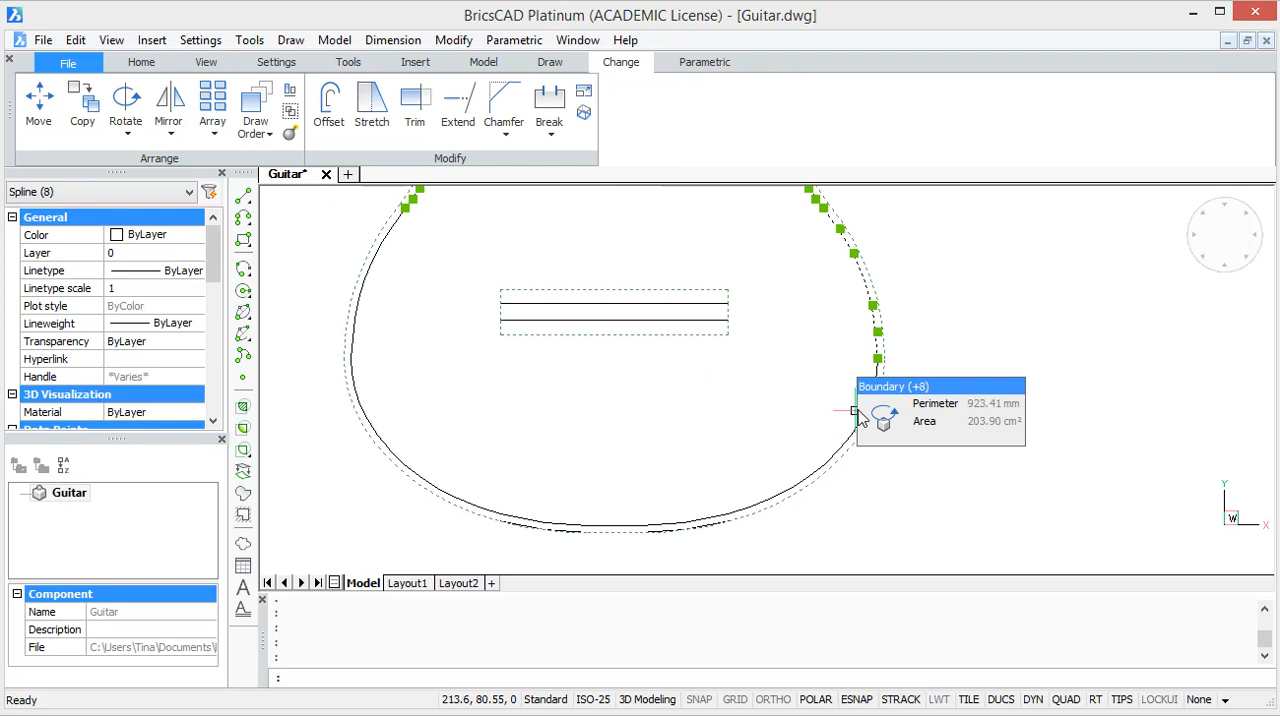 BricsCAD Platinum (ACADEMIC License) - [Guitar.dwg]
File Edit View Insert Settings Tools Draw Model Dimension Modify Parametric Window Help
File Home View Settings Tools Insert Model Draw Change Parametric
Move Copy Rotate Mirror Array Draw Order Offset Stretch Trim Extend Chamfer Break
Arrange Modify
Guitar*
Spline (8)
General
Color ByLayer
Layer 0
Linetype ByLayer
Linetype scale 1
Plot style ByColor
Lineweight ByLayer
Transparency ByLayer
Hyperlink
Handle *Varies*
3D Visualization
Material ByLayer
Boundary (+8)
Perimeter 923.41 mm
Area 203.90 cm²
Guitar
Y
W X
Model Layout1 Layout2
Component
Name Guitar
Description
File C:\Users\Tina\Documents\
:
:
:
:
:
Ready 213.6, 80.55, 0 Standard ISO-25 3D Modeling SNAP GRID ORTHO POLAR ESNAP STRACK LWT TILE DUCS DYN QUAD RT TIPS LOCKUI None